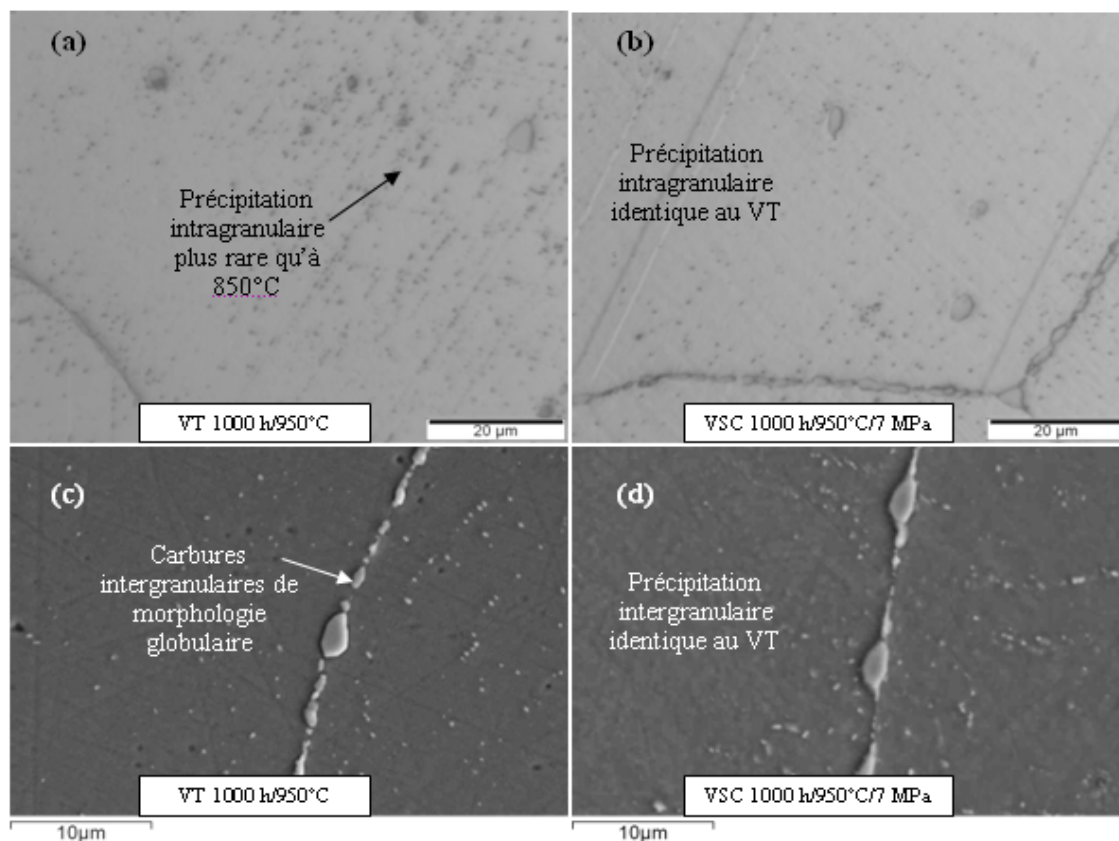 (a)
Précipitation
intragranulaire
plus rare qu'à
850°C
VT 1000 h/950°C
20 µm
(b)
Précipitation
intragranulaire
identique au VT
VSC 1000 h/950°C/7 MPa
20 µm
(c)
Carbures
intergranulaires de
morphologie
globulaire
VT 1000 h/950°C
10µm
(d)
Précipitation
intergranulaire
identique au VT
VSC 1000 h/950°C/7 MPa
10µm